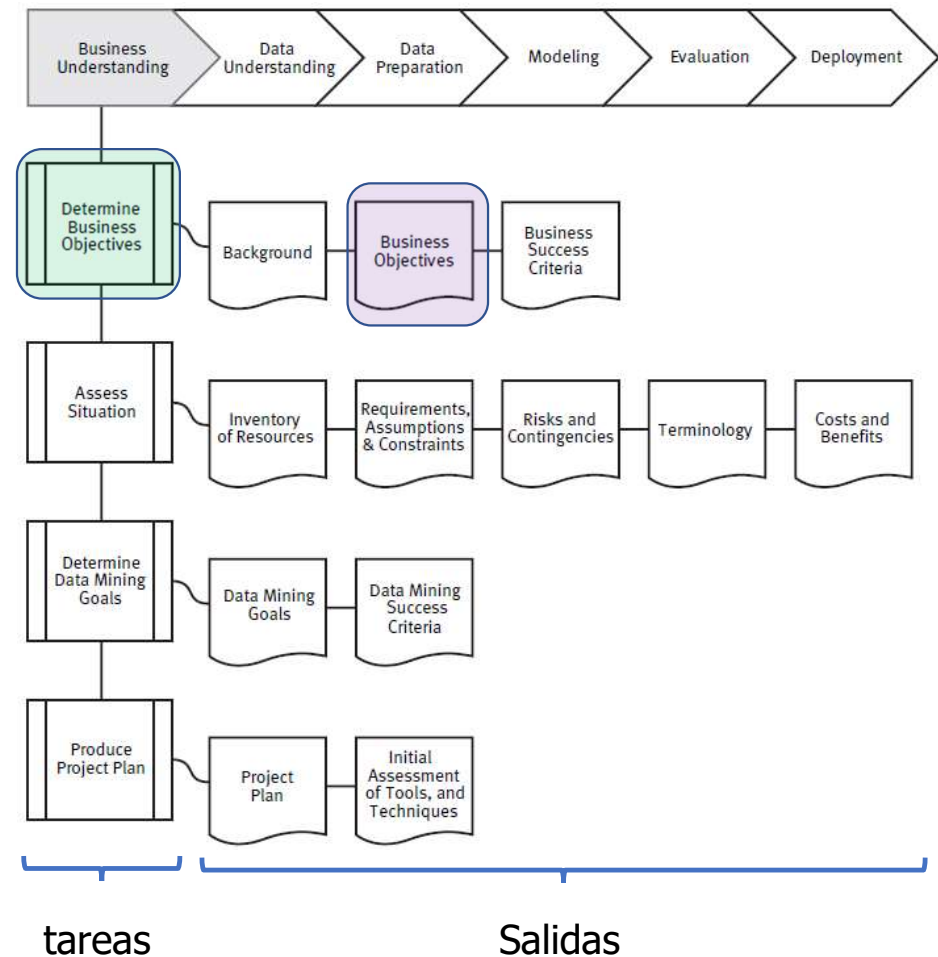 Business
Understanding
Data
Understanding
Data
Preparation
Modeling
Evaluation
Deployment
Determine
Business
Objectives
Background
Business
Objectives
Business
Success
Criteria
Assess
Situation
Inventory
of Resources
Requirements,
Assumptions
& Constraints
Risks and
Contingencies
Terminology
Costs and
Benefits
Determine
Data Mining
Goals
Data Mining
Goals
Data Mining
Success
Criteria
Produce
Project Plan
Project
Plan
Initial
Assessment
of Tools, and
Techniques
tareas
Salidas